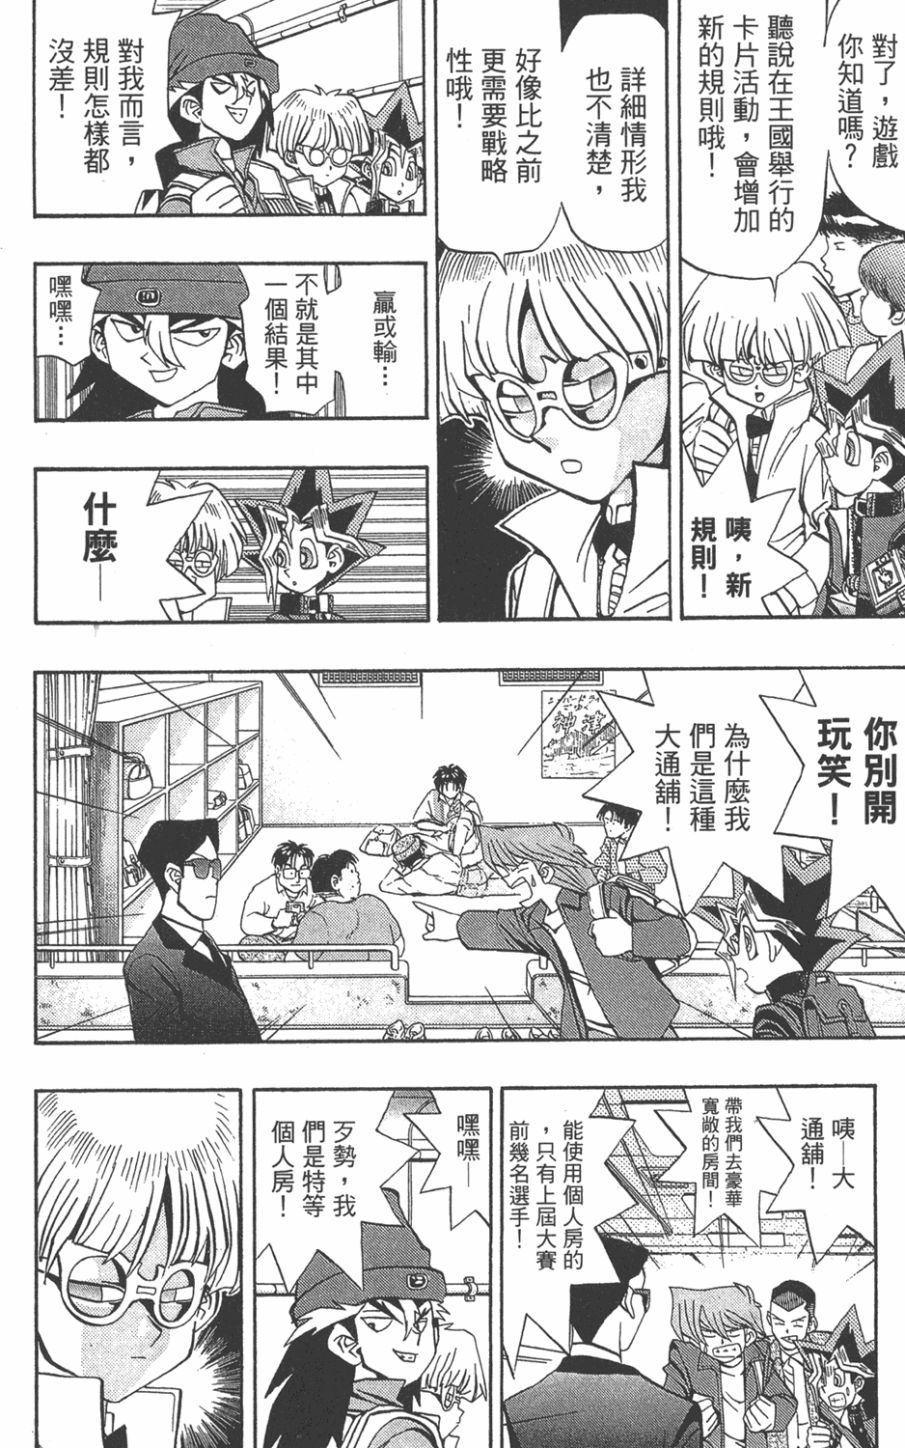 對了，遊戲
你知道嗎？
聽說在王國舉行的
卡片活動，會增加
新的規則哦！
咦，新
規則！
詳細情形我
也不清楚，
好像比之前
更需要戰略
性哦！
對我而言，
規則怎樣都
沒差！
贏或輸…
不就是其中
一個結果！
嘿嘿…
什麼—
你別開
玩笑！
為什麼我
們是這種
大通舖！
神津
咦—大
通舖！
帶我們去豪華
寬敞的房間！
能使用個人房的
，只有上屆大賽
前幾名選手！
嘿嘿—
歹勢，我
們是特等
個人房！